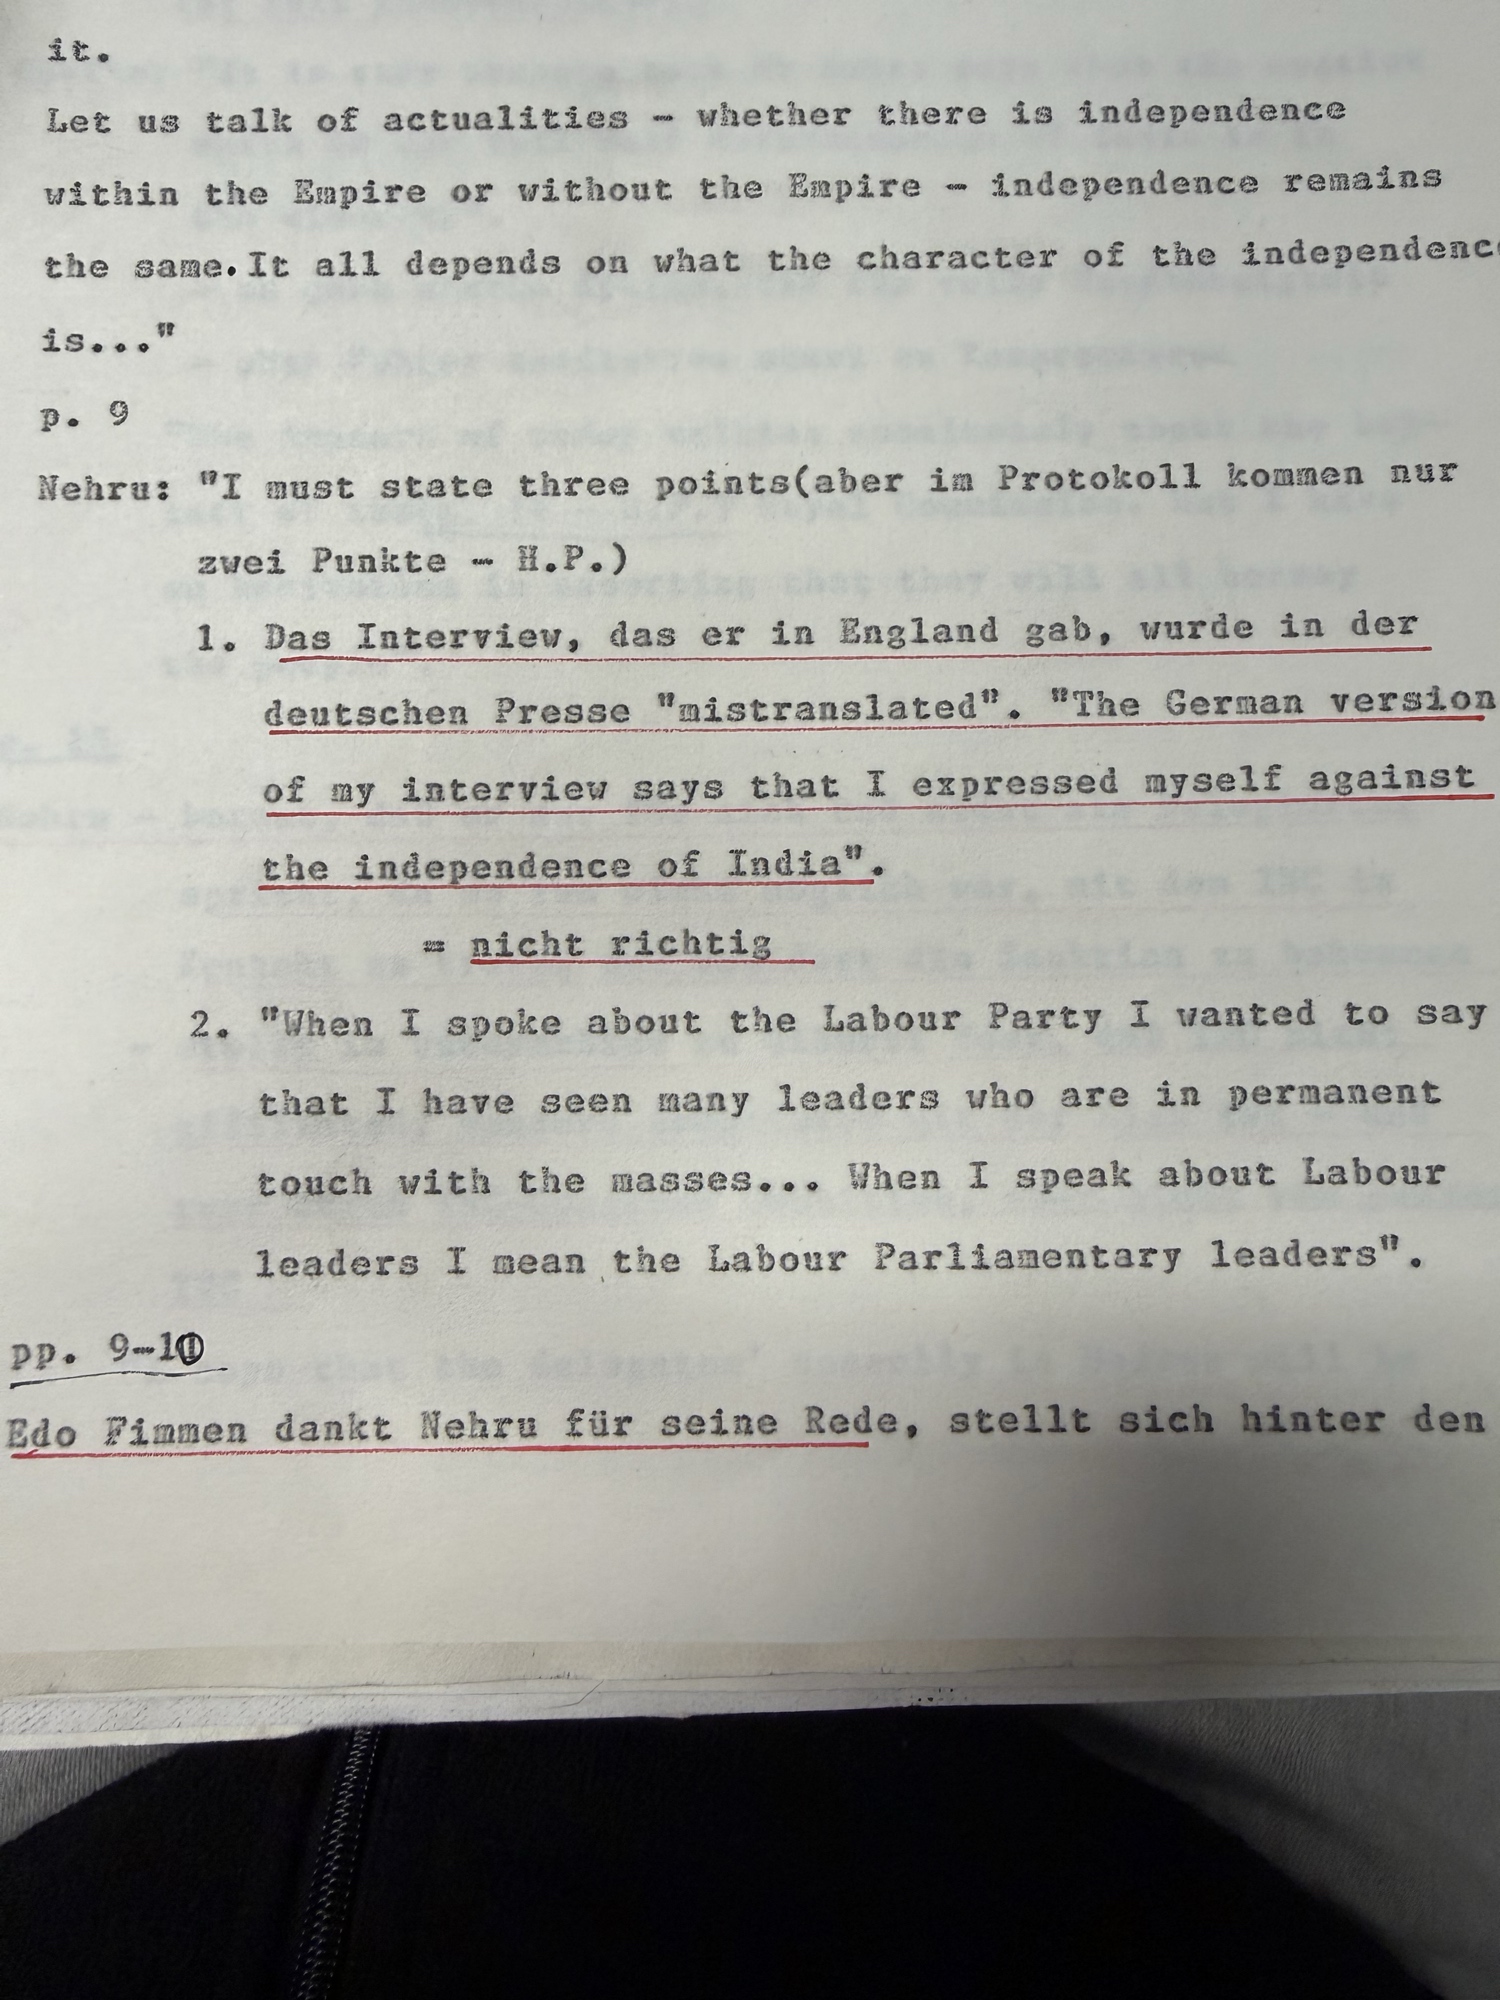 it.
Let us talk of actualities - whether there is independence
within the Empire or without the Empire - independence remains
the same.It all depends on what the character of the independenc
is..."
p. 9
Nehru: "I must state three points(aber im Protokoll kommen nur
zwei Punkte - H.P.)
1. Das Interview, das er in England gab, wurde in der
deutschen Presse "mistranslated". "The German version
of my interview says that I expressed myself against
the independence of India".
= nicht richtig
2. "When I spoke about the Labour Party I wanted to say
that I have seen many leaders who are in permanent
touch with the masses... When I speak about Labour
leaders I mean the Labour Parliamentary leaders".
pp. 9-10
Edo Fimmen dankt Nehru für seine Rede, stellt sich hinter den